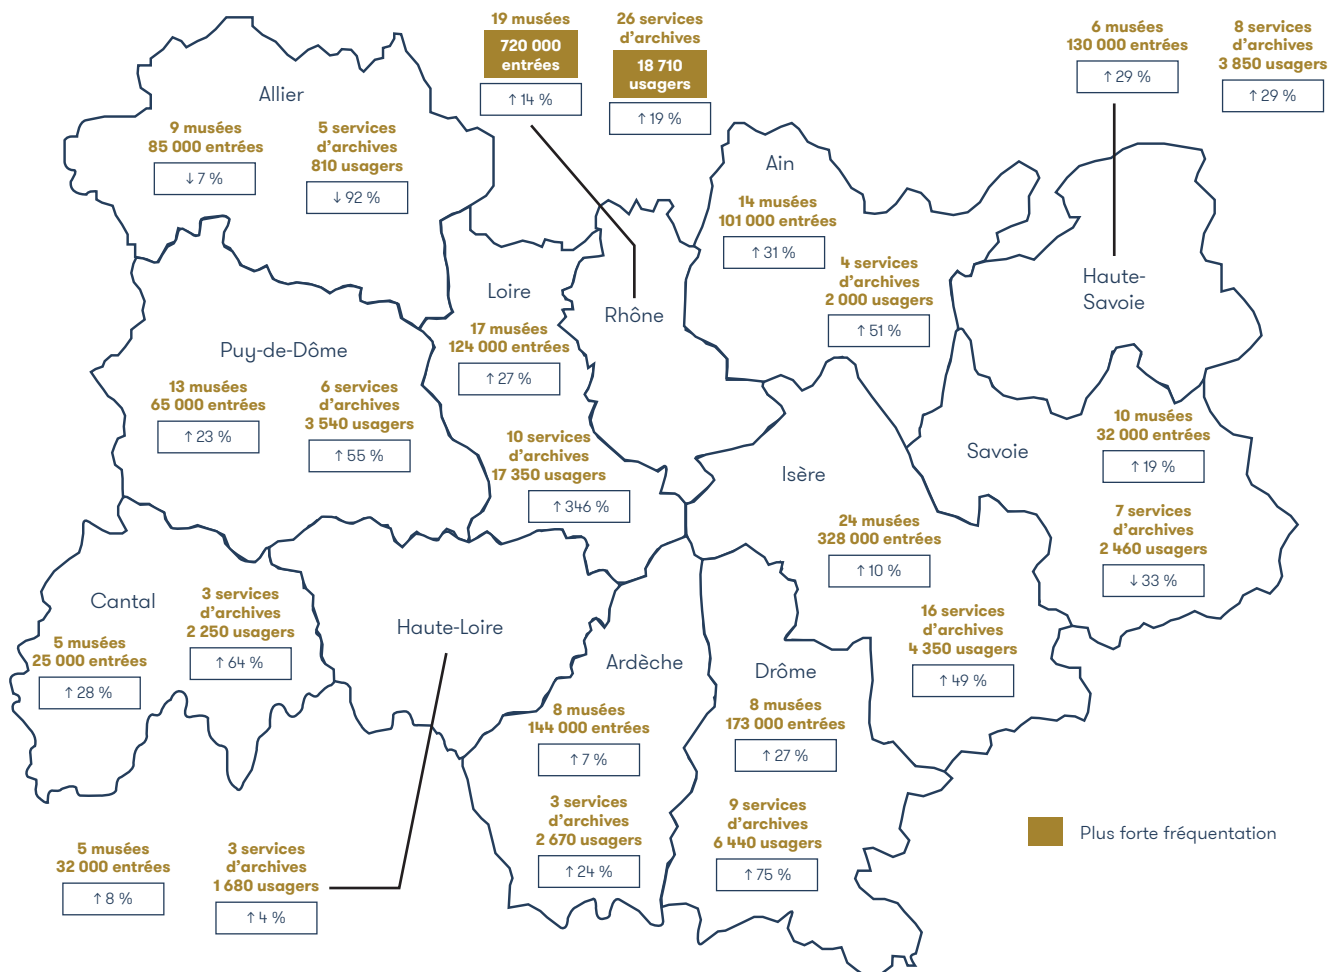 19 musées
720 000
entrées
↑ 14 %
26 services
d'archives
18 710
usagers
↑ 19 %
6 musées
130 000 entrées
↑ 29 %
8 services
d'archives
3 850 usagers
↑ 29 %
Allier
9 musées
85 000 entrées
↓ 7 %
5 services
d'archives
810 usagers
↓ 92 %
Ain
14 musées
101 000 entrées
↑ 31 %
4 services
d'archives
2 000 usagers
↑ 51 %
Haute-
Savoie
Loire
17 musées
124 000 entrées
↑ 27 %
10 services
d'archives
17 350 usagers
↑ 346 %
Rhône
Puy-de-Dôme
13 musées
65 000 entrées
↑ 23 %
6 services
d'archives
3 540 usagers
↑ 55 %
Savoie
10 musées
32 000 entrées
↑ 19 %
7 services
d'archives
2 460 usagers
↓ 33 %
Isère
24 musées
328 000 entrées
↑ 10 %
16 services
d'archives
4 350 usagers
↑ 49 %
Cantal
5 musées
25 000 entrées
↑ 28 %
3 services
d'archives
2 250 usagers
↑ 64 %
Haute-Loire
Ardèche
8 musées
144 000 entrées
↑ 7 %
3 services
d'archives
2 670 usagers
↑ 24 %
Drôme
8 musées
173 000 entrées
↑ 27 %
9 services
d'archives
6 440 usagers
↑ 75 %
5 musées
32 000 entrées
↑ 8 %
3 services
d'archives
1 680 usagers
↑ 4 %
Plus forte fréquentation